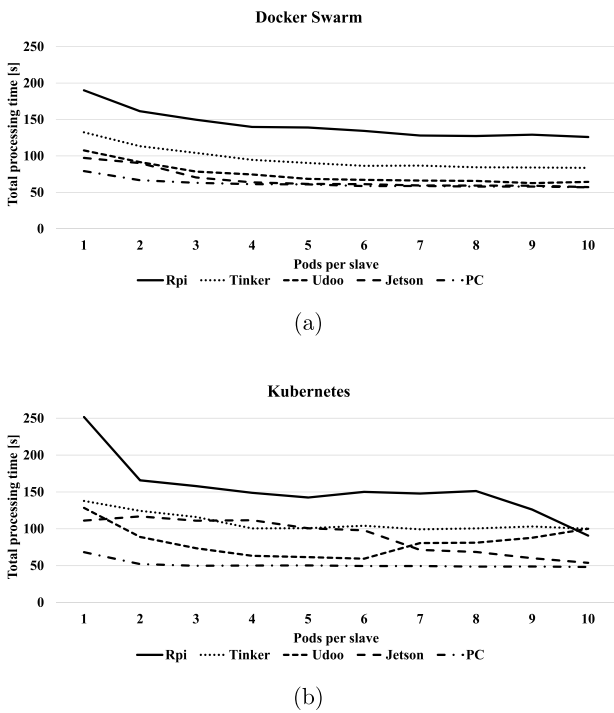 Docker Swarm
Total processing time [s]
250
200
150
100
50
0
1 2 3 4 5 6 7 8 9 10
Pods per slave
Rpi Tinker Udoo Jetson PC
(a)
Kubernetes
Total processing time [s]
250
200
150
100
50
0
1 2 3 4 5 6 7 8 9 10
Pods per slave
Rpi Tinker Udoo Jetson PC
(b)